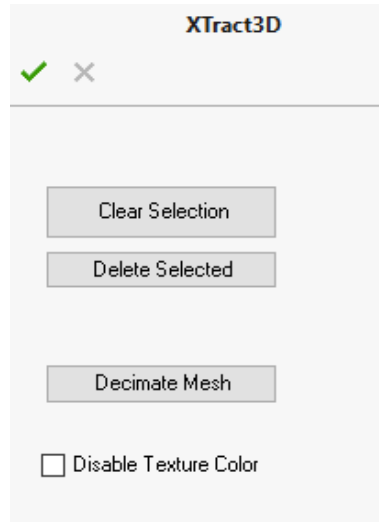 XTract3D
Clear Selection
Delete Selected
Decimate Mesh
Disable Texture Color